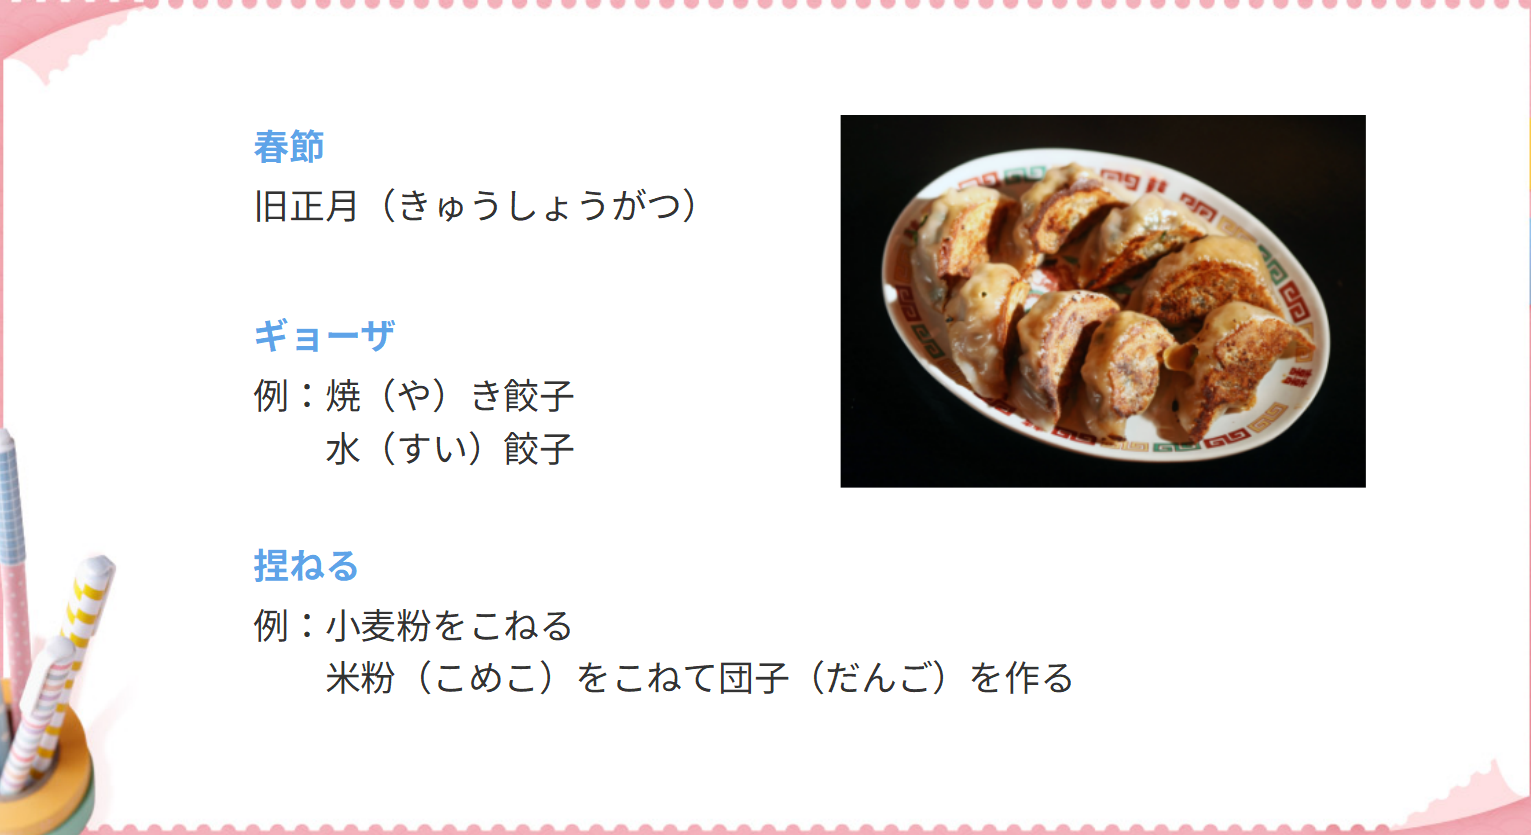 春節
旧正月（きゅうしょうがつ）
ギョーザ
例：焼（や）き餃子
水（すい）餃子
捏ねる
例：小麦粉をこねる
米粉（こめこ）をこねて団子（だんご）を作る